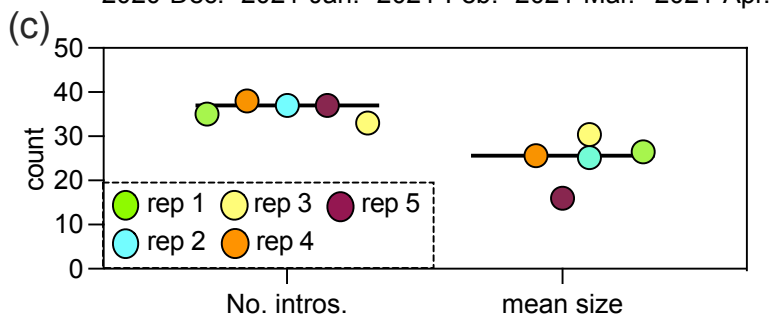 2020 Dec. 2021 Jan. 2021 Feb. 2021 Mar. 2021 Apr.
(c)
50
40
30
20
10
0
count
rep 1 rep 3 rep 5
rep 2 rep 4
No. intros. mean size